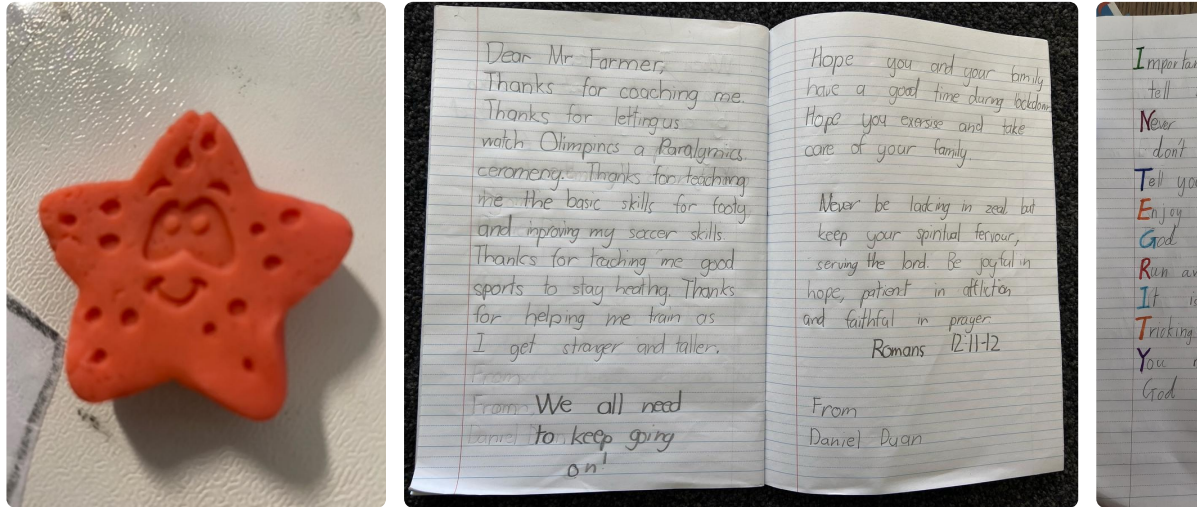 Dear Mr Farmer,
Thanks for coaching me.
Thanks for letting us
watch Olimpincs a Paralymics
ceromeny. Thanks for teaching
me the basic skills for footy
and inproving my soccer skills.
Thanks for teaching me good
sports to stay healthy. Thanks
for helping me train as
I get stronger and taller.
From
From We all need
to keep going
on!
Hope you and your family
have a good time during lockdown
Hope you exersise and take
care of your family.
Never be lacking in zeal but
keep your spiritual fervour,
serving the lord. Be joyful in
hope, patient in affliction
and faithful in prayer.
Romans 12:11-12
From
Daniel Duan
Importan
tell
Never
don't
Tell you
Enjoy
God
Run aw
It i
Tricking
You
God